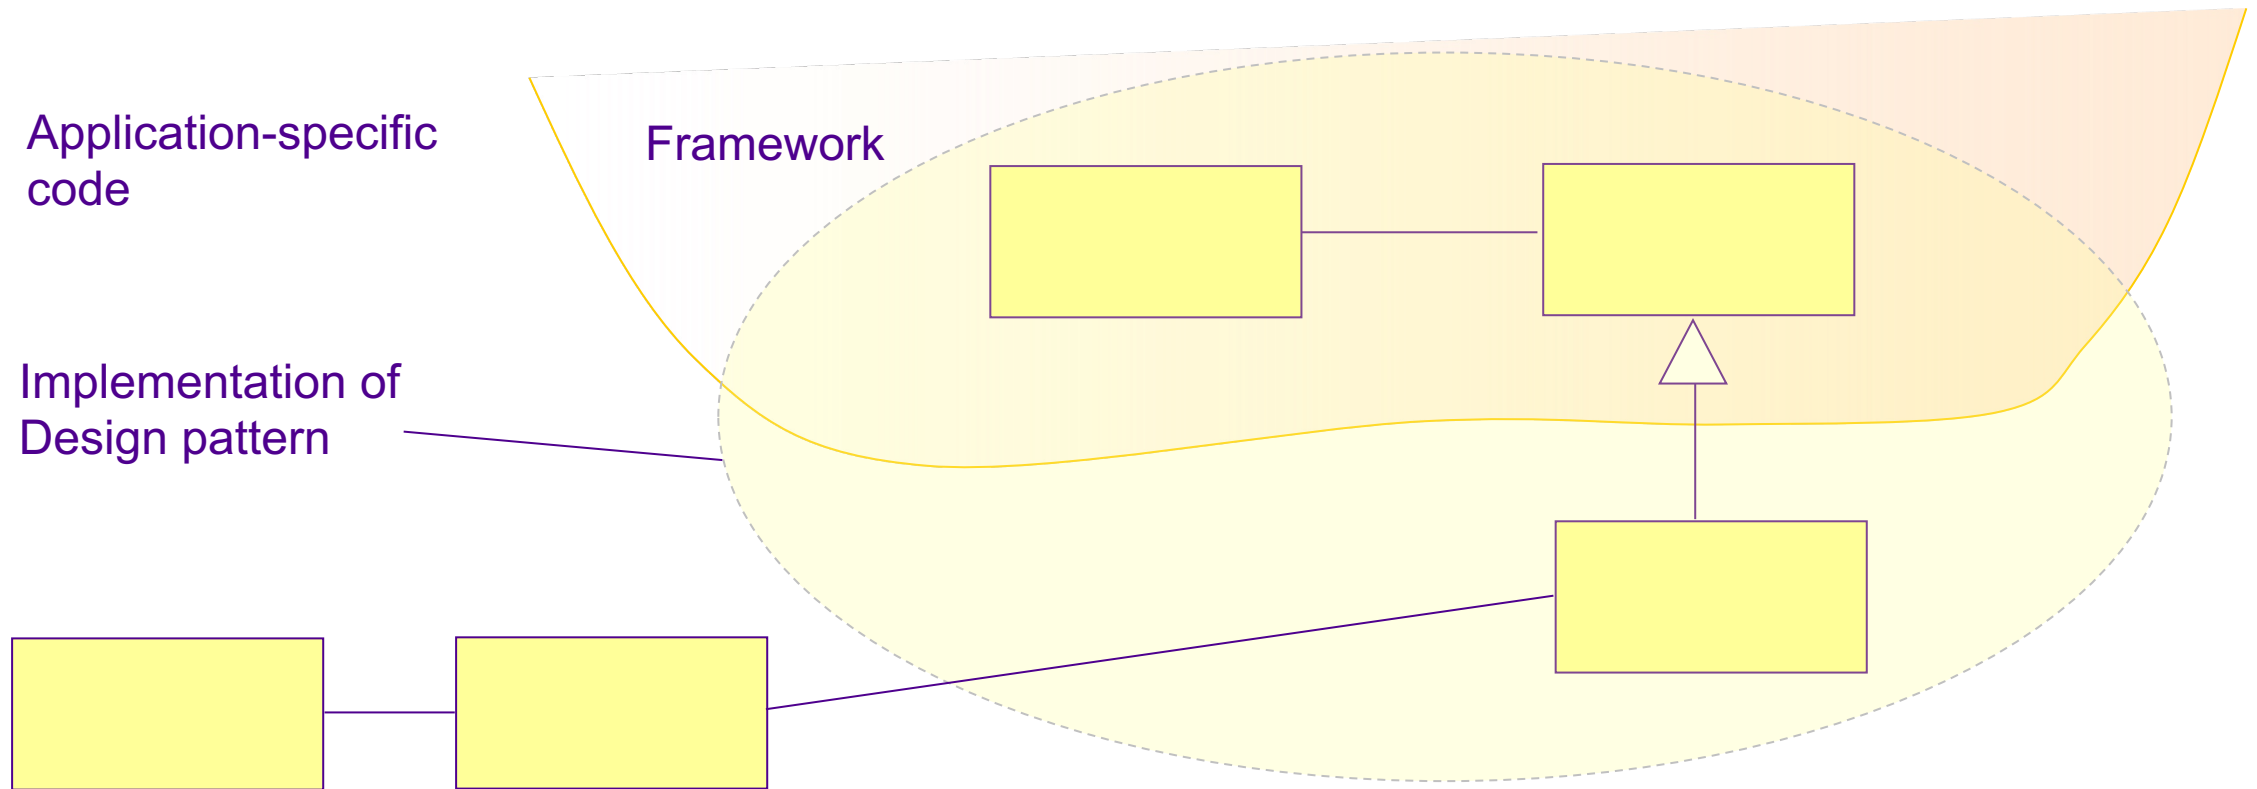 Application-specific
code
Framework
Implementation of
Design pattern